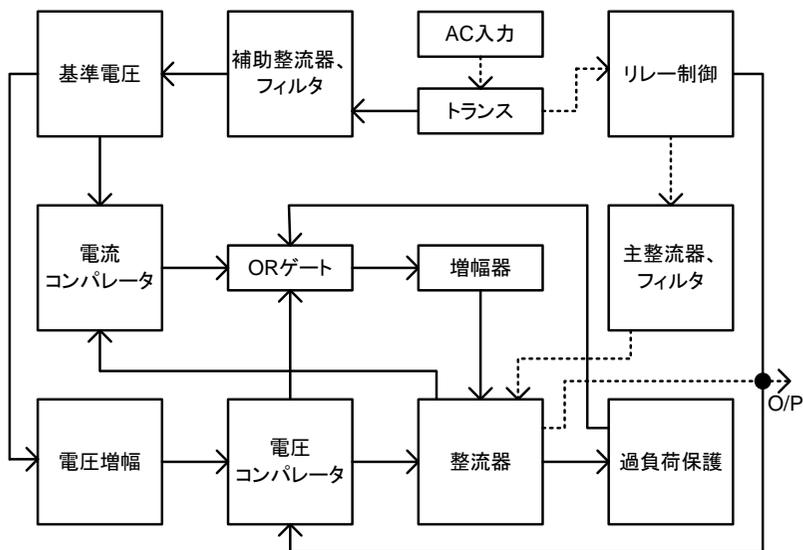 基準電圧
補助整流器、
フィルタ
AC入力
トランス
リレー制御
電流
コンパレータ
ORゲート
増幅器
主整流器、
フィルタ
O/P
電圧増幅
電圧
コンパレータ
整流器
過負荷保護